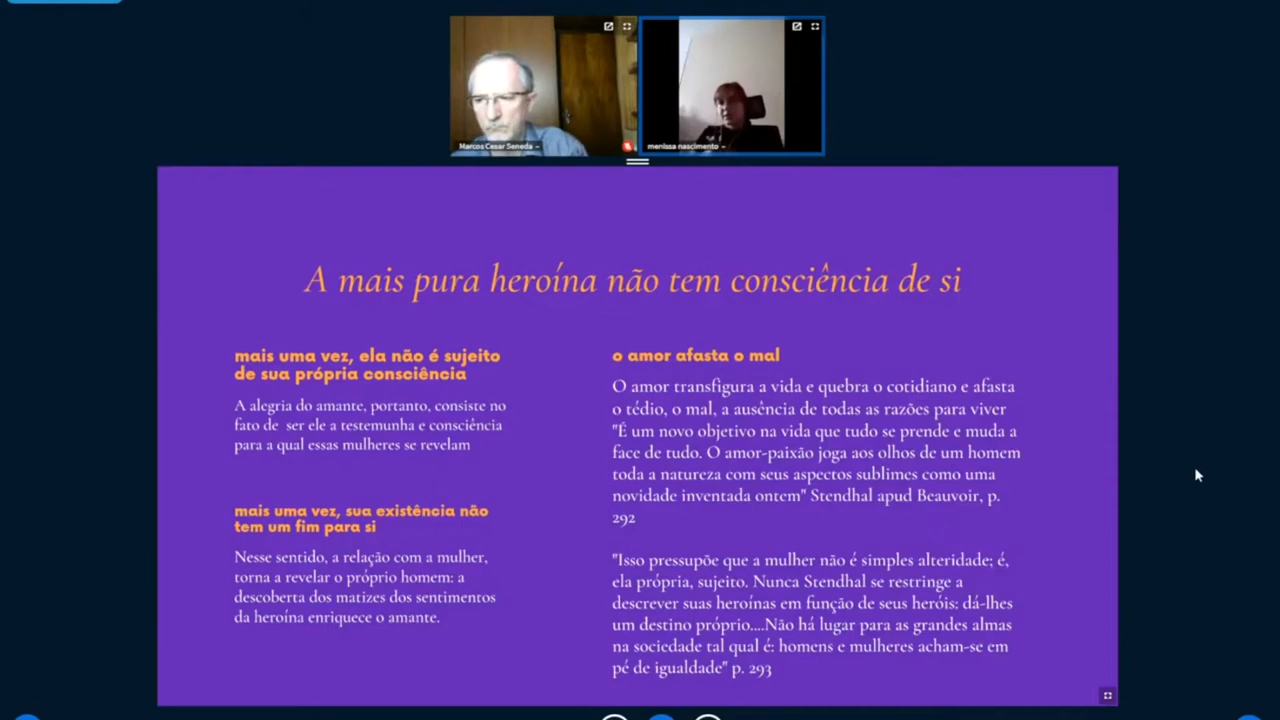 Marcos Cesar Seneda
menissa nascimento
A mais pura heroína não tem consciência de si
mais uma vez, ela não é sujeito
de sua própria consciência
A alegria do amante, portanto, consiste no
fato de ser ele a testemunha e consciência
para a qual essas mulheres se revelam
mais uma vez, sua existência não
tem um fim para si
Nesse sentido, a relação com a mulher,
torna a revelar o próprio homem: a
descoberta dos matizes dos sentimentos
da heroína enriquece o amante.
o amor afasta o mal
O amor transfigura a vida e quebra o cotidiano e afasta
o tédio, o mal, a ausência de todas as razões para viver
"É um novo objetivo na vida que tudo se prende e muda a
face de tudo. O amor-paixão joga aos olhos de um homem
toda a natureza com seus aspectos sublimes como uma
novidade inventada ontem" Stendhal apud Beauvoir, p.
292
"Isso pressupõe que a mulher não é simples alteridade; é,
ela própria, sujeito. Nunca Stendhal se restringe a
descrever suas heroínas em função de seus heróis: dá-lhes
um destino próprio....Não há lugar para as grandes almas
na sociedade tal qual é: homens e mulheres acham-se em
pé de igualdade" p. 293